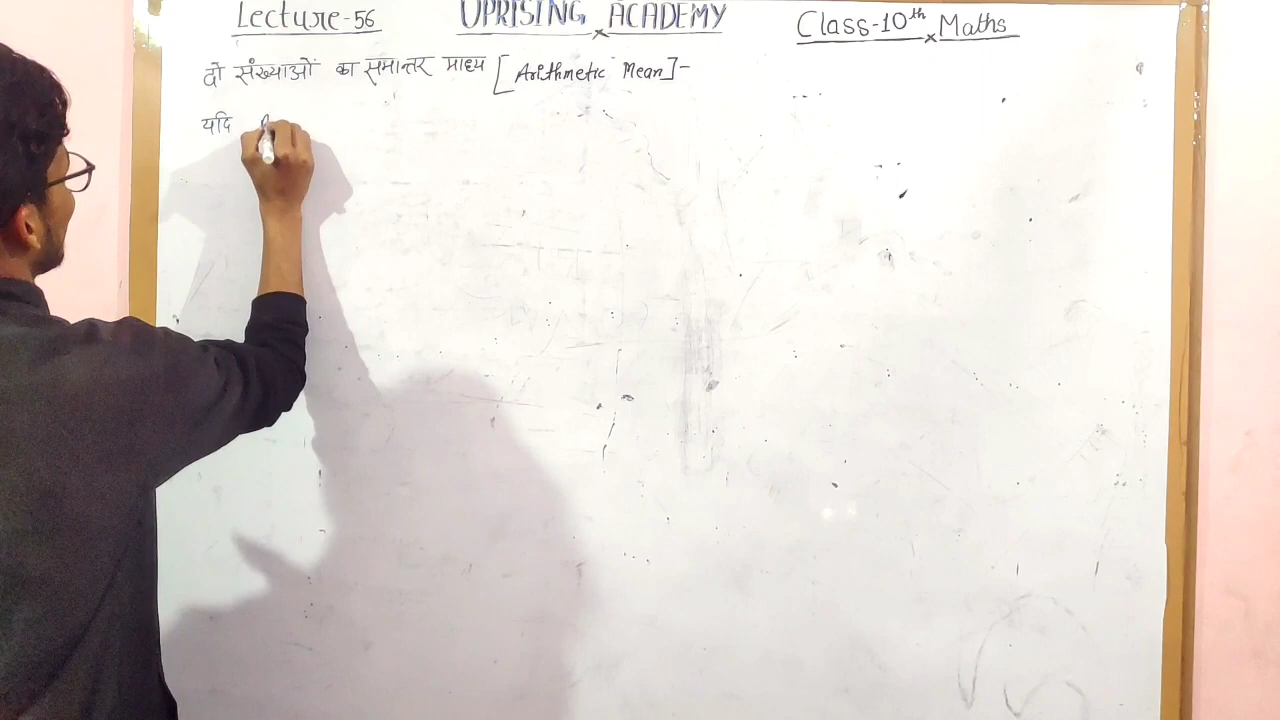 Lecture-56 UPRISING ACADEMY Class-10th Maths
दो संख्याओं का समान्तर माध्य [Arithmetic Mean]-
यदि